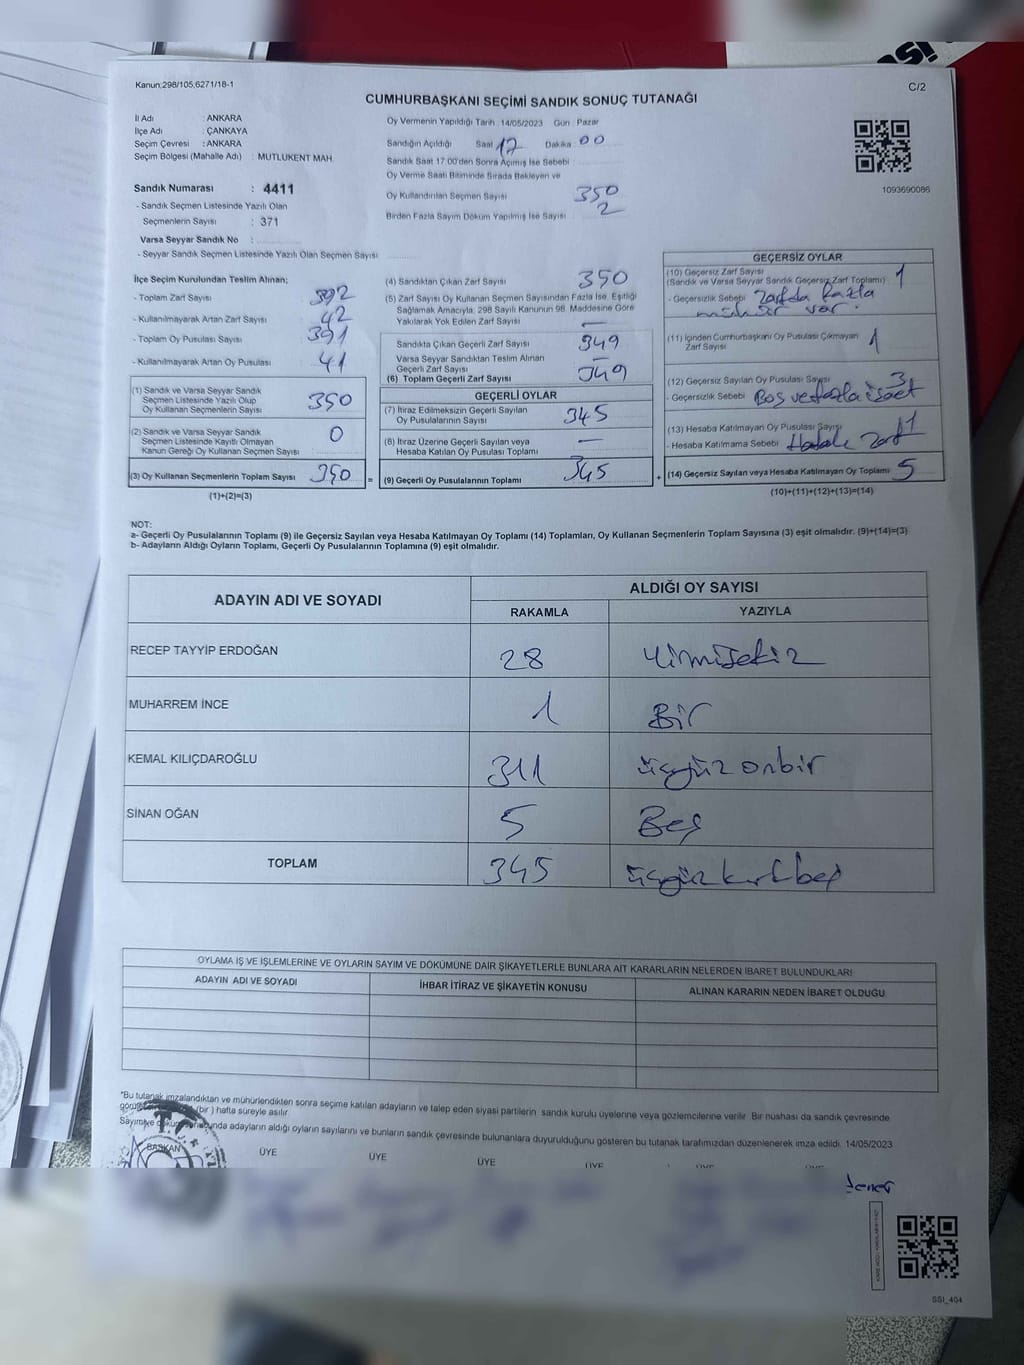 Kanun;298/105,6271/18-1
C/2
CUMHURBAŞKANI SEÇİMİ SANDIK SONUÇ TUTANAĞI
İl Adı : ANKARA
İlçe Adı : ÇANKAYA
Seçim Çevresi : ANKARA
Seçim Bölgesi (Mahalle Adı) : MUTLUKENT MAH.
Sandık Numarası : 4411
- Sandık Seçmen Listesinde Yazılı Olan
Seçmenlerin Sayısı : 371
Varsa Seyyar Sandık No :
- Seyyar Sandık Seçmen Listesinde Yazılı Olan Seçmen Sayısı
Oy Vermenin Yapıldığı Tarih : 14/05/2023 Gün : Pazar
Sandığın Açıldığı Saat : 17 Dakika : 00
Sandık Saat 17:00'den Sonra Açılmış İse Sebebi :
Oy Verme Saati Bitiminde Sırada Bekleyen ve
Oy Kullandırılan Seçmen Sayısı 350
Birden Fazla Sayım Döküm Yapılmış İse Sayısı : 2
1093690086
İlçe Seçim Kurulundan Teslim Alınan;
- Toplam Zarf Sayısı 392
- Kullanılmayarak Artan Zarf Sayısı 42
- Toplam Oy Pusulası Sayısı 391
- Kullanılmayarak Artan Oy Pusulası 41
(1) Sandık ve Varsa Seyyar Sandık
Seçmen Listesinde Yazılı Olup
Oy Kullanan Seçmenlerin Sayısı 350
(2) Sandık ve Varsa Seyyar Sandık
Seçmen Listesinde Kayıtlı Olmayan
Kanun Gereği Oy Kullanan Seçmen Sayısı 0
(3) Oy Kullanan Seçmenlerin Toplam Sayısı 350 =
(1)+(2)=(3)
(4) Sandıktan Çıkan Zarf Sayısı 350
(5) Zarf Sayısı Oy Kullanan Seçmen Sayısından Fazla İse, Eşitliği
Sağlamak Amacıyla, 298 Sayılı Kanunun 98. Maddesine Göre
Yakılarak Yok Edilen Zarf Sayısı —
Sandıkta Çıkan Geçerli Zarf Sayısı 349
Varsa Seyyar Sandıktan Teslim Alınan
Geçerli Zarf Sayısı —
(6) Toplam Geçerli Zarf Sayısı 349
GEÇERLİ OYLAR
(7) İtiraz Edilmeksizin Geçerli Sayılan
Oy Pusulası Sayısı 345
(8) İtiraz Üzerine Geçerli Sayılan veya
Hesaba Katılan Oy Pusulası Toplamı —
(9) Geçerli Oy Pusulalarının Toplamı 345 +
GEÇERSİZ OYLAR
(10) Geçersiz Zarf Sayısı
(Sandık ve Varsa Seyyar Sandık Geçersiz Zarf Toplamı) 1
- Geçersizlik Sebebi Zarfda fazla
mühür var.
(11) İçinden Cumhurbaşkanı Oy Pusulası Çıkmayan
Zarf Sayısı 1
(12) Geçersiz Sayılan Oy Pusulası Sayısı 3
- Geçersizlik Sebebi Boş ve fazla işaet
(13) Hesaba Katılmayan Oy Pusulası Sayısı 1
- Hesaba Katılmama Sebebi Zarf
(14) Geçersiz Sayılan veya Hesaba Katılmayan Oy Toplamı 5
(10)+(11)+(12)+(13)=(14)
NOT:
a- Geçerli Oy Pusulalarının Toplamı (9) ile Geçersiz Sayılan veya Hesaba Katılmayan Oy Toplamı (14) Toplamları, Oy Kullanan Seçmenlerin Toplam Sayısına (3) eşit olmalıdır. (9)+(14)=(3)
b- Adayların Aldığı Oyların Toplamı, Geçerli Oy Pusulalarının Toplamına (9) eşit olmalıdır.
ADAYIN ADI VE SOYADI
ALDIĞI OY SAYISI
RAKAMLA YAZIYLA
RECEP TAYYİP ERDOĞAN 28 Yirmisekiz
MUHARREM İNCE 1 Bir
KEMAL KILIÇDAROĞLU 311 üçyüz onbir
SİNAN OĞAN 5 Beş
TOPLAM 345 üçyüz kırkbeş
OYLAMA İŞ VE İŞLEMLERİNE VE OYLARIN SAYIM VE DÖKÜMÜNE DAİR ŞİKAYETLERLE BUNLARA AİT KARARLARIN NELERDEN İBARET BULUNDUKLARI
ADAYIN ADI VE SOYADI İHBAR İTİRAZ VE ŞİKAYETİN KONUSU ALINAN KARARIN NEDEN İBARET OLDUĞU
*Bu tutanak imzalandıktan ve mühürlendikten sonra seçime katılan adayların ve talep eden siyasi partilerin sandık kurulu üyelerine veya gözlemcilerine verilir. Bir nüshası da sandık çevresinde
(bir) hafta süreyle asılır.
adayların aldığı oyların sayılarını ve bunların sandık çevresinde bulunanlara duyurulduğunu gösteren bu tutanak tarafımızdan düzenlenerek imza edildi. 14/05/2023
BAŞKAN ÜYE ÜYE ÜYE ÜYE ÜYE ÜYE
SSI_404